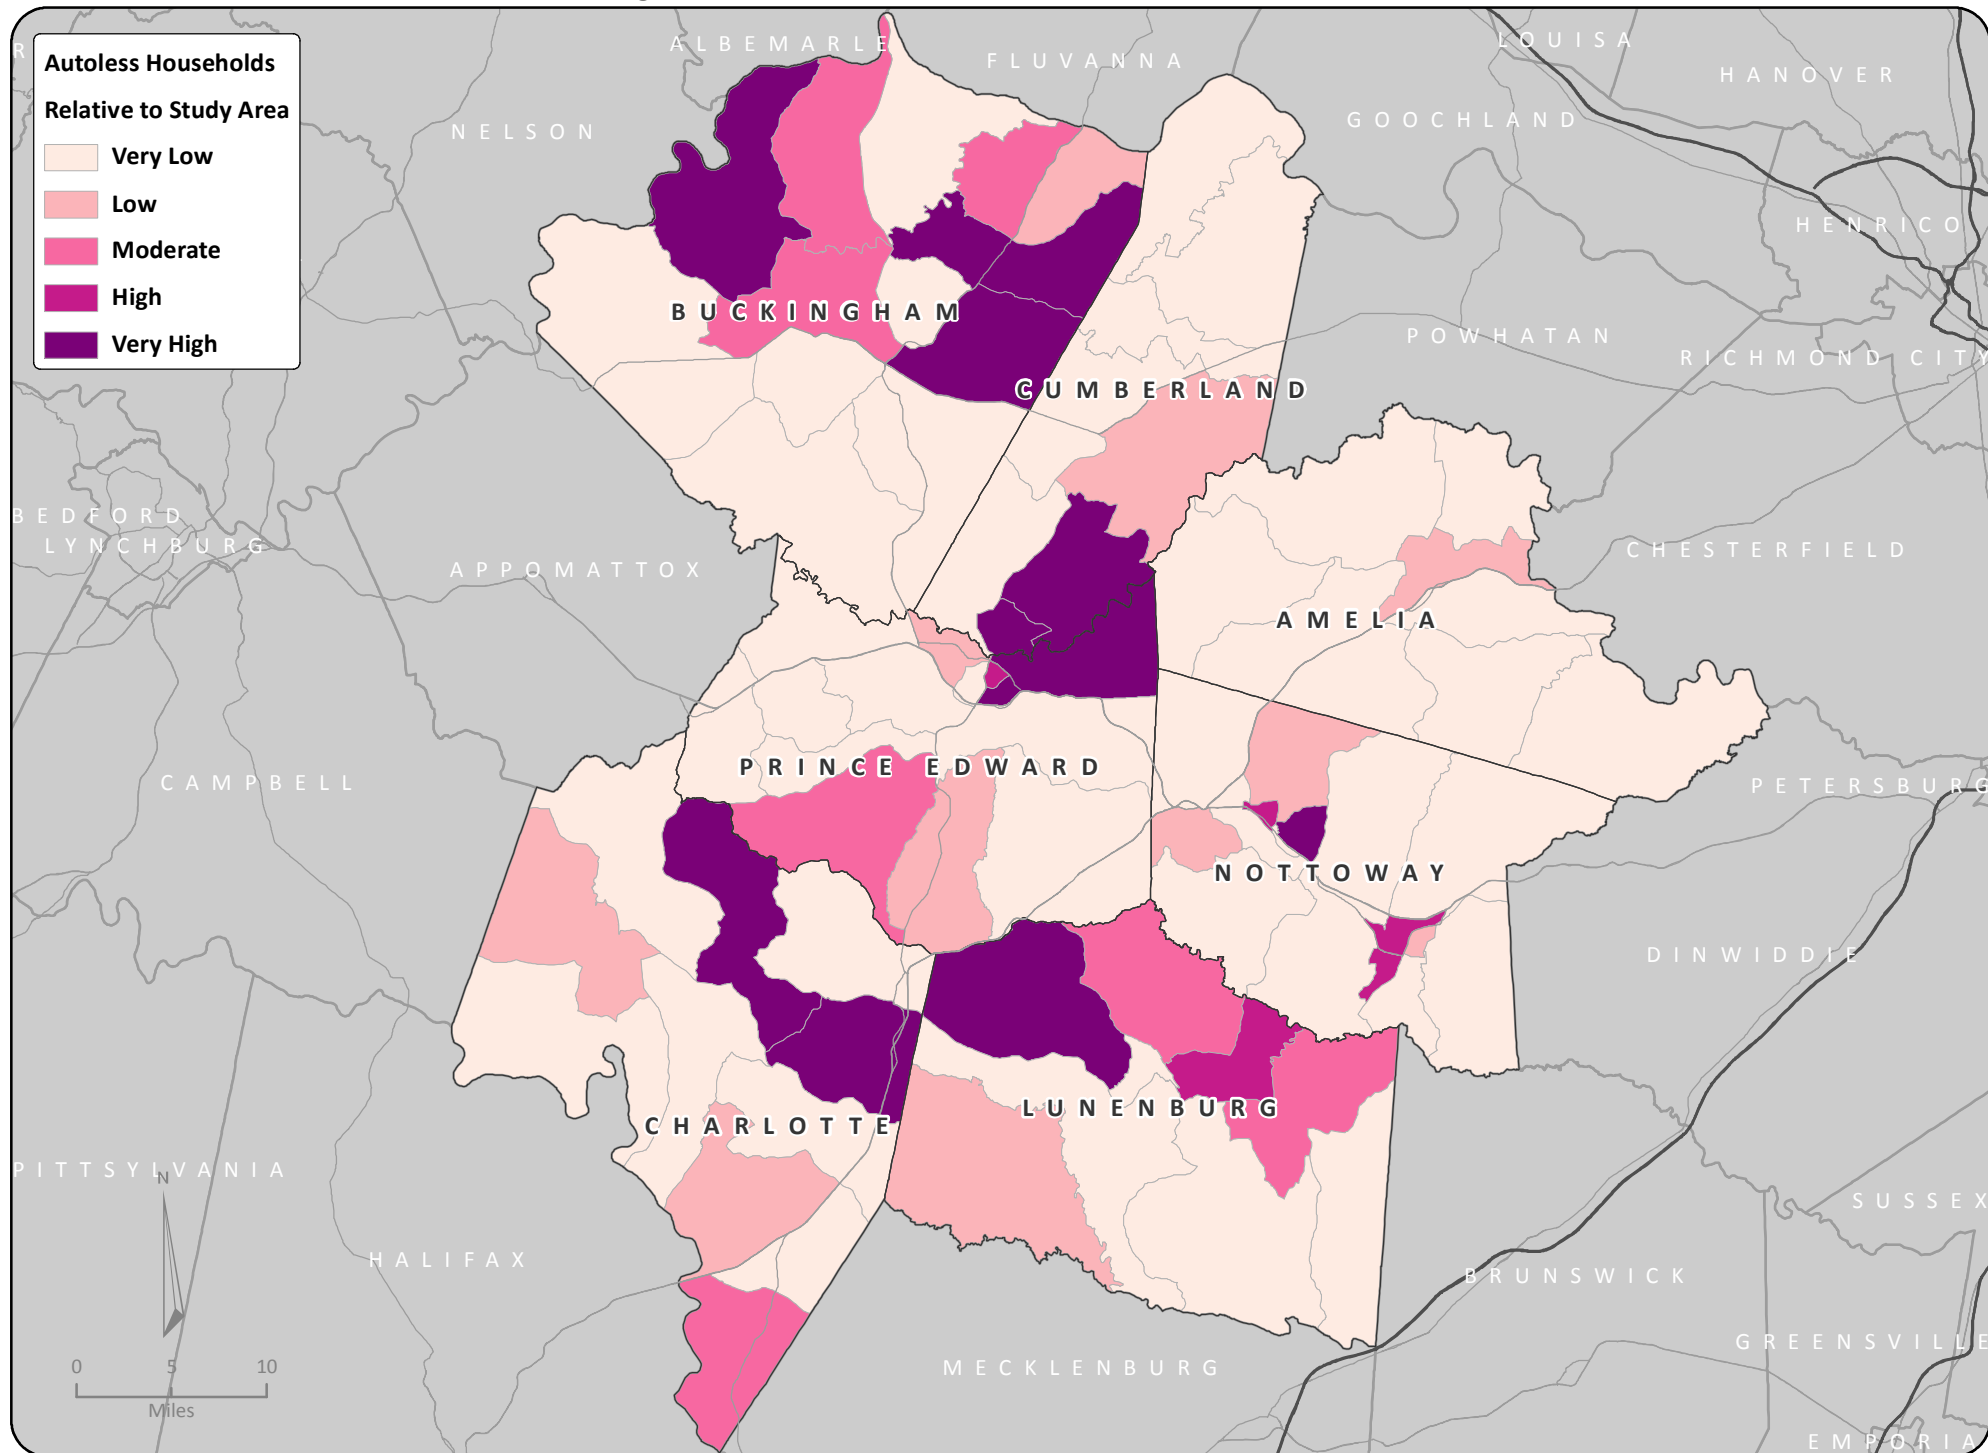 Autoless Households
Relative to Study Area
Very Low
Low
Moderate
High
Very High
R
ALBEMARLE
FLUVANNA
LOUISA
HANOVER
NELSON
GOOCHLAND
HENRICO
BUCKINGHAM
POWHATAN
RICHMOND CITY
CUMBERLAND
BEDFORD
LYNCHBURG
APPOMATTOX
CHESTERFIELD
AMELIA
PRINCE EDWARD
CAMPBELL
PETERSBURG
NOTTOWAY
DINWIDDIE
LUNENBURG
CHARLOTTE
PITTSYLVANIA
N
SUSSEX
HALIFAX
BRUNSWICK
GREENSVILLE
MECKLENBURG
0 5 10
Miles
EMPORIA